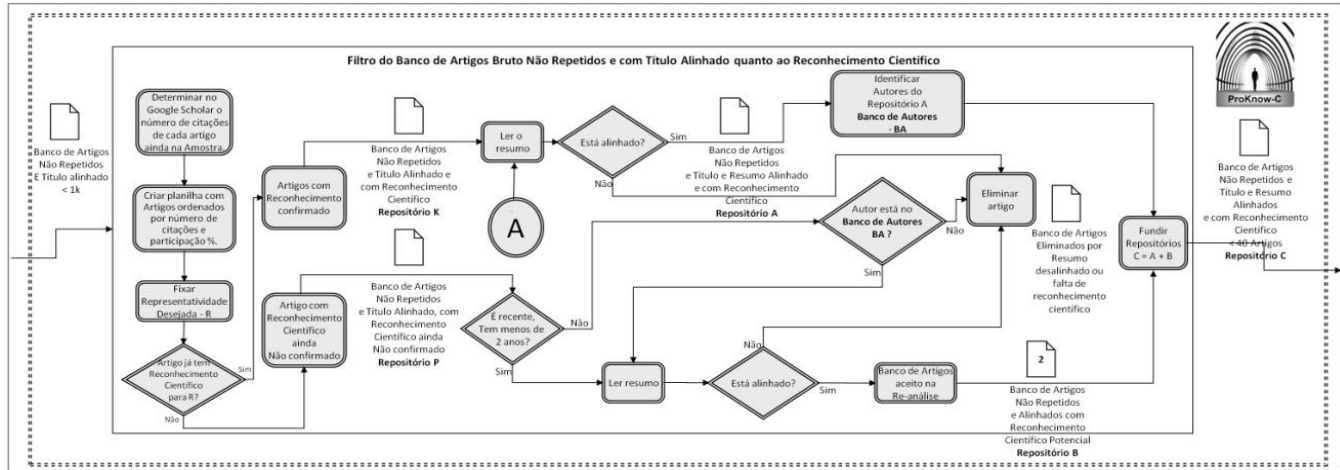 Filtro do Banco de Artigos Bruto Não Repetidos e com Título Alinhado quanto ao Reconhecimento Científico
ProKnow-C
Banco de Artigos
Não Repetidos
E Título alinhado
< 1k
Determinar no
Google Scholar o
número de citações
de cada artigo
ainda na Amostra,
Criar planilha com
Artigos ordenados
por número de
citações e
participação %.
Fixar
Representatividade
Desejada - R
Artigo já tem
Reconhecimento
Científico
para R?
Sim
Não
Artigos com
Reconhecimento
confirmado
Banco de Artigos
Não Repetidos
e Título Alinhado e
com Reconhecimento
Científico
Repositório K
Artigo com
Reconhecimento
Científico
ainda
Não confirmado
Banco de Artigos
Não Repetidos
e Título Alinhado, com
Reconhecimento
Científico ainda
Não confirmado
Repositório P
Ler o
resumo
A
Está alinhado?
Sim
Não
Banco de Artigos
Não Repetidos
e Título e Resumo Alinhado
e com Reconhecimento
Científico
Repositório A
Identificar
Autores do
Repositório A
Banco de Autores
- BA
É recente,
Tem menos de
2 anos?
Não
Sim
Autor está no
Banco de Autores
BA ?
Não
Sim
Eliminar
artigo
Banco de Artigos
Eliminados por
Resumo
desalinhado ou
falta de
reconhecimento
científico
Ler resumo
Está alinhado?
Não
Sim
Banco de Artigos
aceito na
Re-análise
2
Banco de Artigos
Não Repetidos
e Alinhados com
Reconhecimento
Científico Potencial
Repositório B
Fundir
Repositórios
C = A + B
Banco de Artigos
Não Repetidos e
Título e Resumo
Alinhados
e com Reconhecimento
Científico
< 40 Artigos
Repositório C